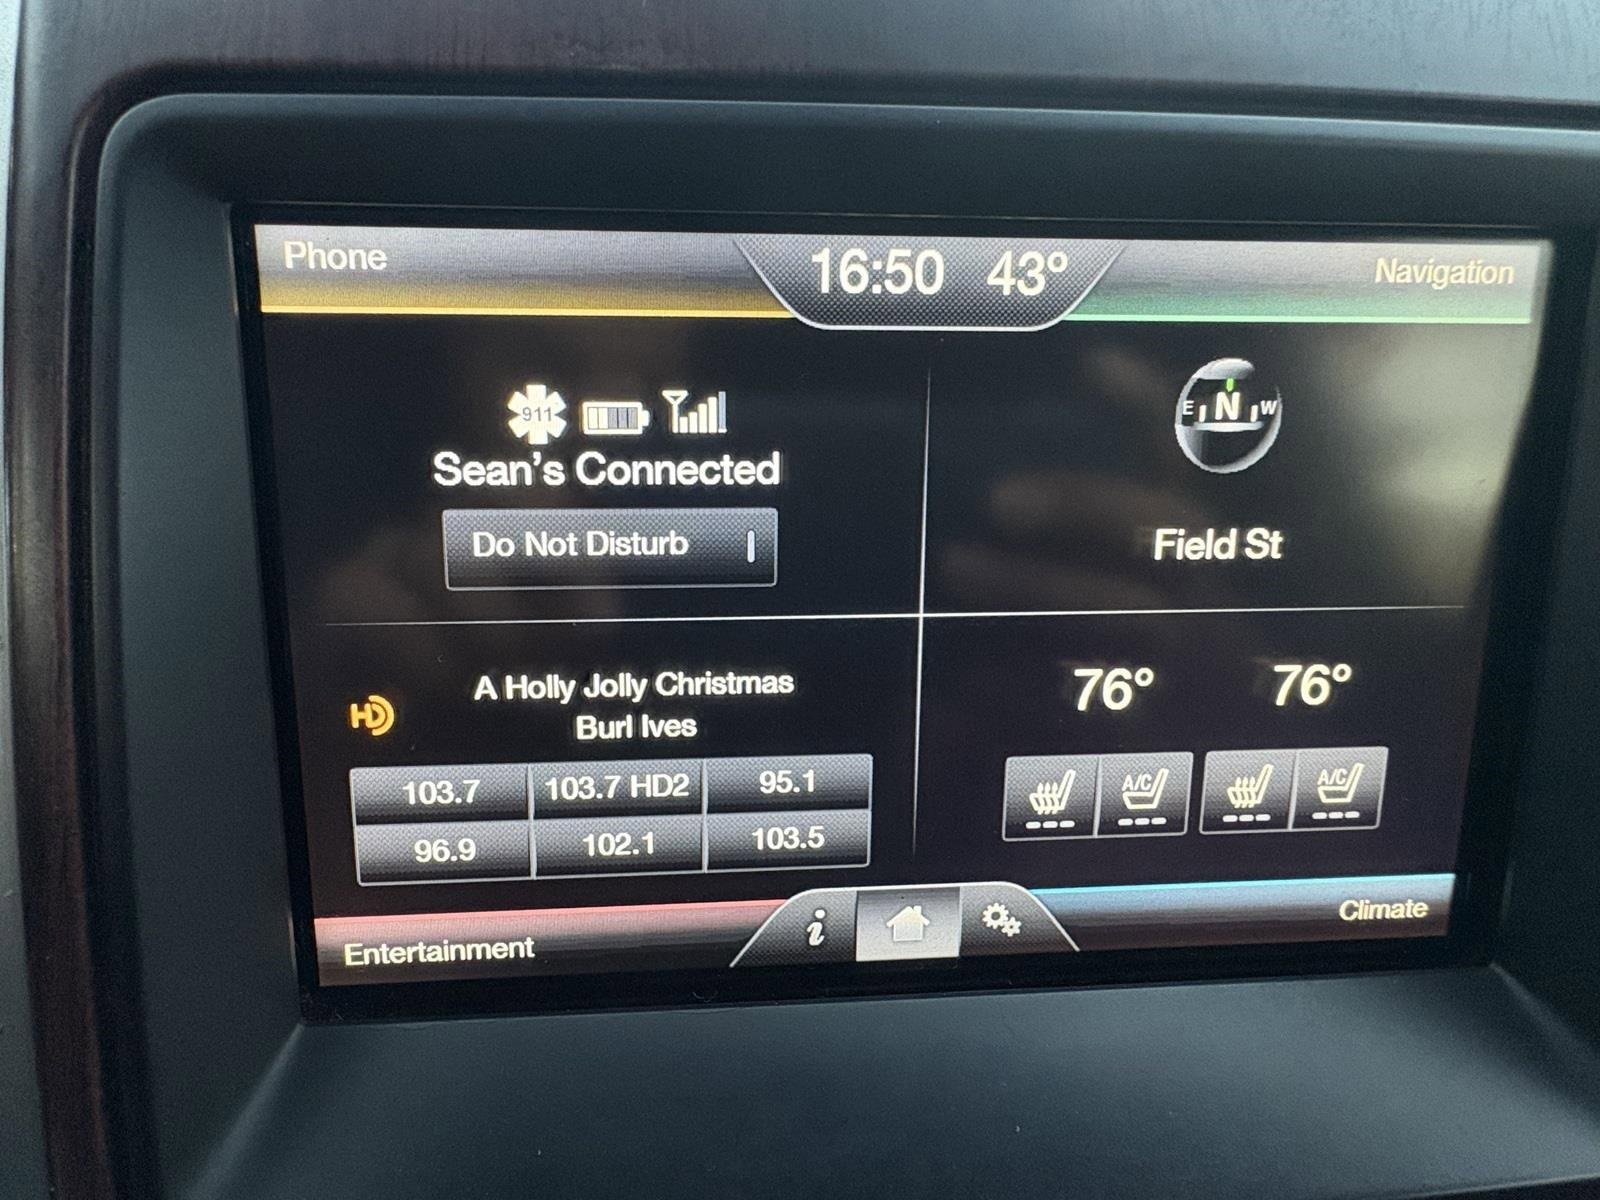 Phone
16:50 43°
Navigation
911
Sean's Connected
Do Not Disturb
E N W
Field St
HD
A Holly Jolly Christmas
Burl Ives
103.7 103.7 HD2 95.1
96.9 102.1 103.5
76° 76°
A/C A/C
Entertainment
i
Climate